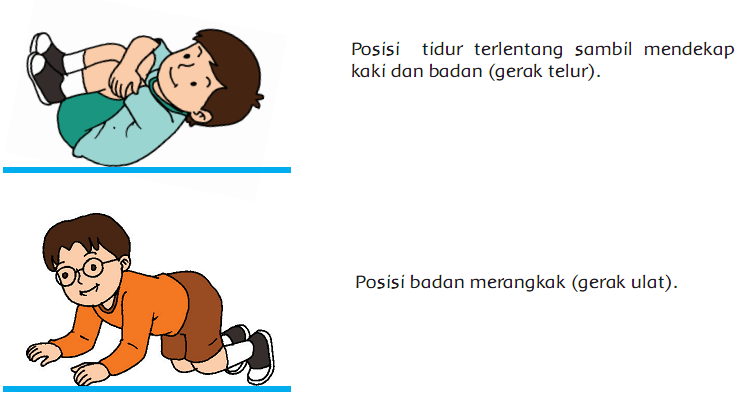 Posisi tidur terlentang sambil mendekap
kaki dan badan (gerak telur).
Posisi badan merangkak (gerak ulat).